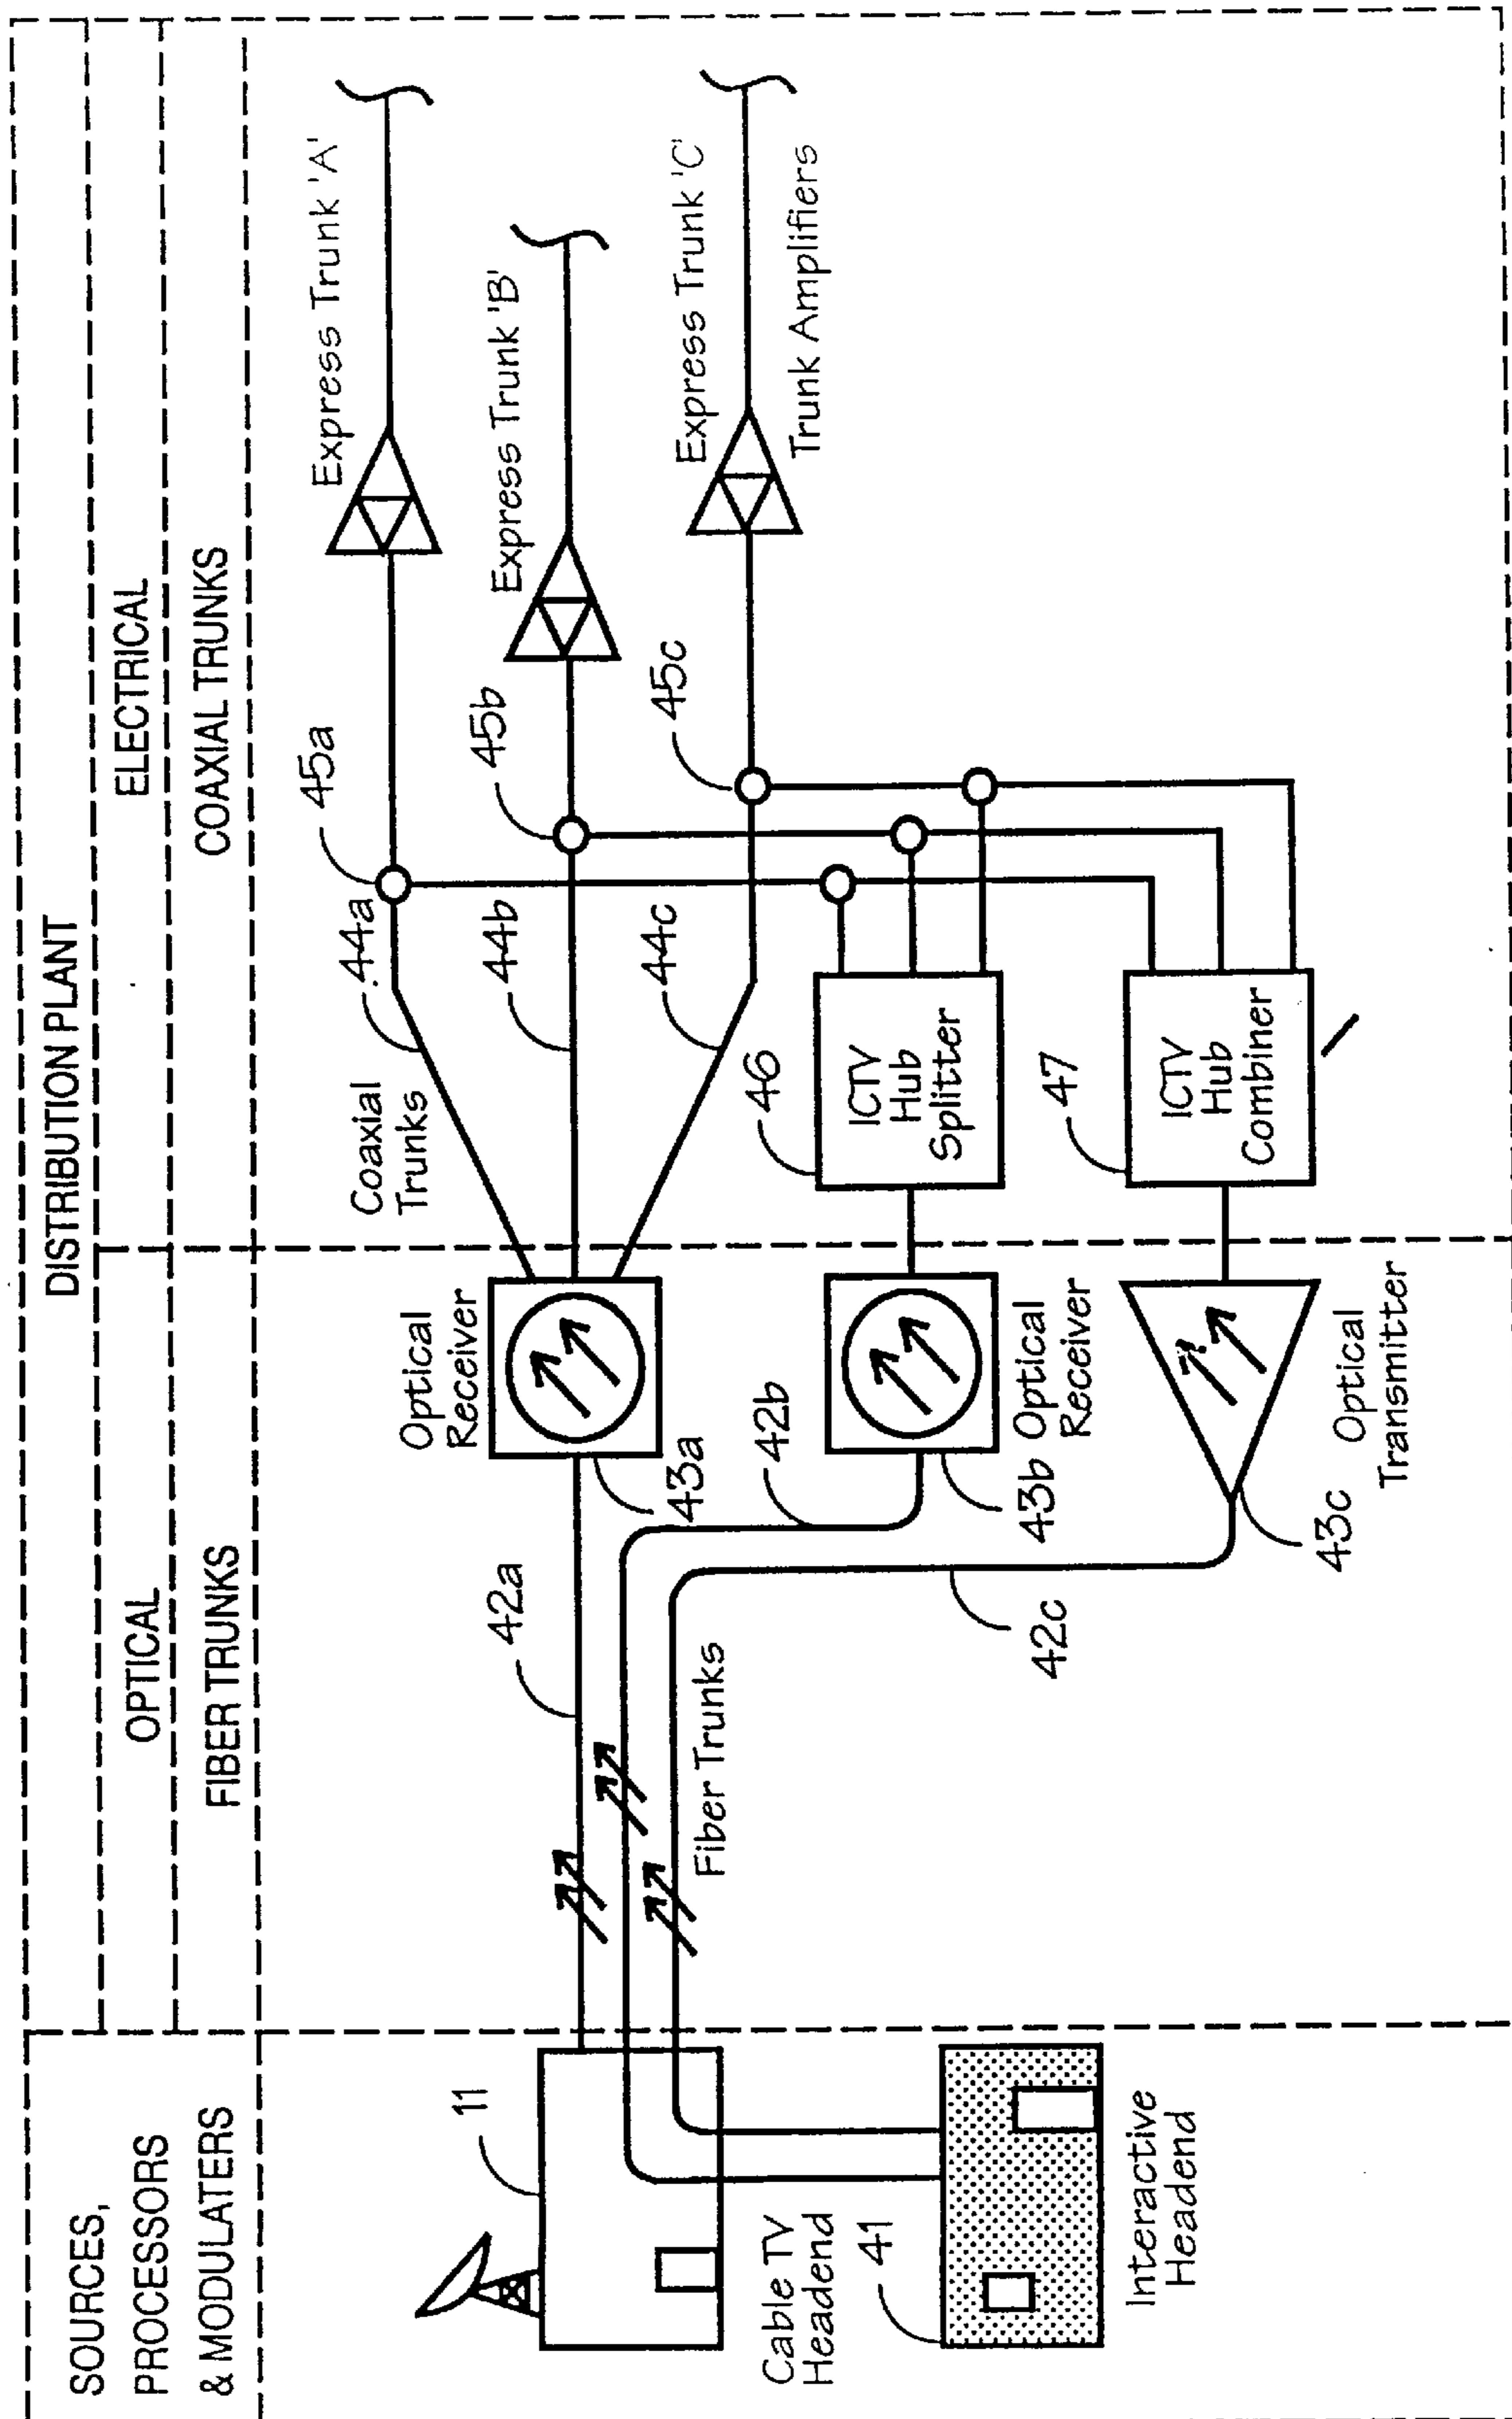 SOURCES,
PROCESSORS
& MODULATERS
DISTRIBUTION PLANT
OPTICAL
ELECTRICAL
FIBER TRUNKS
COAXIAL TRUNKS
11
Cable TV
Headend
41
Interactive
Headend
42a
Fiber Trunks
42b
42c
Optical
Receiver
43a
43b
Optical
Receiver
43c
Optical
Transmitter
Coaxial
Trunks
44a
44b
44c
45a
45b
45c
46
ICTV
Hub
Splitter
47
ICTV
Hub
Combiner
Express Trunk 'A'
Express Trunk 'B'
Express Trunk 'C'
Trunk Amplifiers